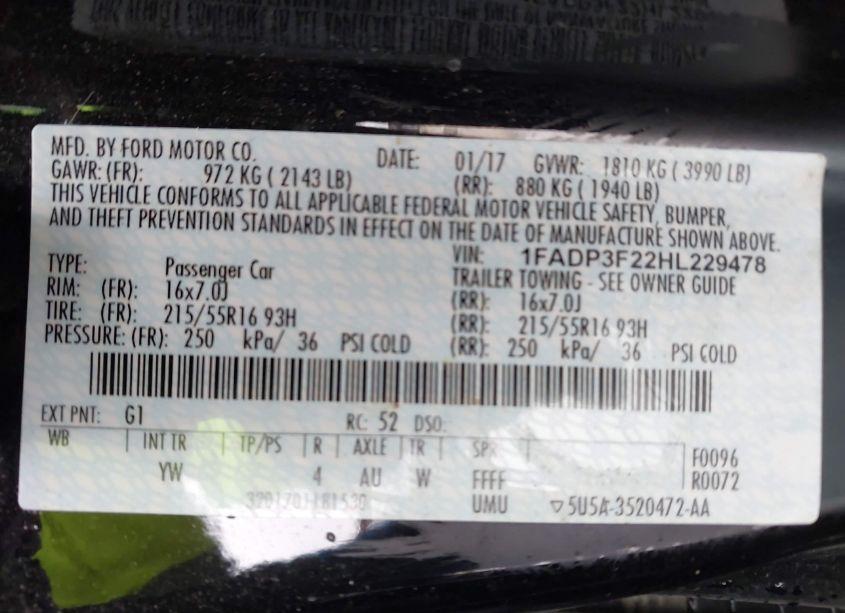 MFD. BY FORD MOTOR CO. DATE: 01/17 GVWR: 1810 KG ( 3990 LB)
GAWR: (FR): 972 KG ( 2143 LB) (RR): 880 KG ( 1940 LB)
THIS VEHICLE CONFORMS TO ALL APPLICABLE FEDERAL MOTOR VEHICLE SAFETY, BUMPER,
AND THEFT PREVENTION STANDARDS IN EFFECT ON THE DATE OF MANUFACTURE SHOWN ABOVE.
VIN: 1FADP3F22HL229478
TYPE: Passenger Car TRAILER TOWING - SEE OWNER GUIDE
RIM: (FR): 16x7.0J (RR): 16x7.0J
TIRE: (FR): 215/55R16 93H (RR): 215/55R16 93H
PRESSURE: (FR): 250 kPa/ 36 PSI COLD (RR): 250 kPa/ 36 PSI COLD
EXT PNT: G1 RC: 52 DSO:
WB INT TR TP/PS R AXLE TR SPR F0096
YW 4 AU W FFFF R0072
UMU ▽5U5A-3520472-AA